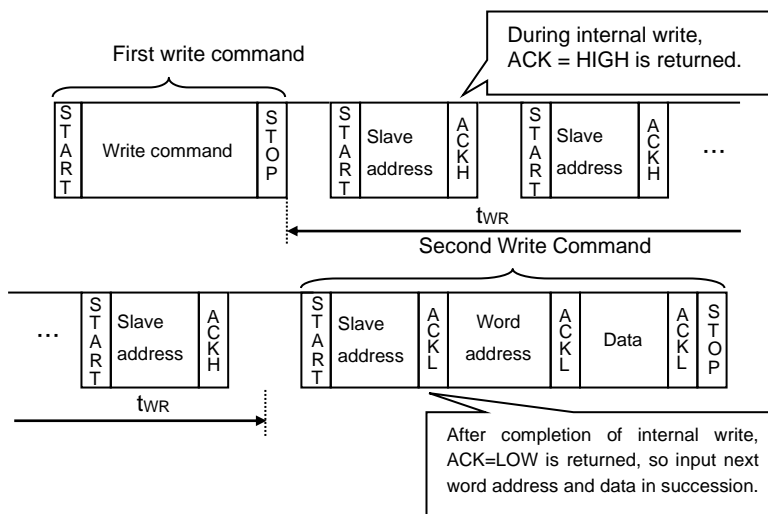 First write command
During internal write,
ACK = HIGH is returned.
START
Write command
STOP
START
Slave
address
ACKH
START
Slave
address
ACKH
…
tWR
Second Write Command
…
START
Slave
address
ACKH
START
Slave
address
ACKL
Word
address
ACKL
Data
ACKL
STOP
tWR
After completion of internal write,
ACK=LOW is returned, so input next
word address and data in succession.